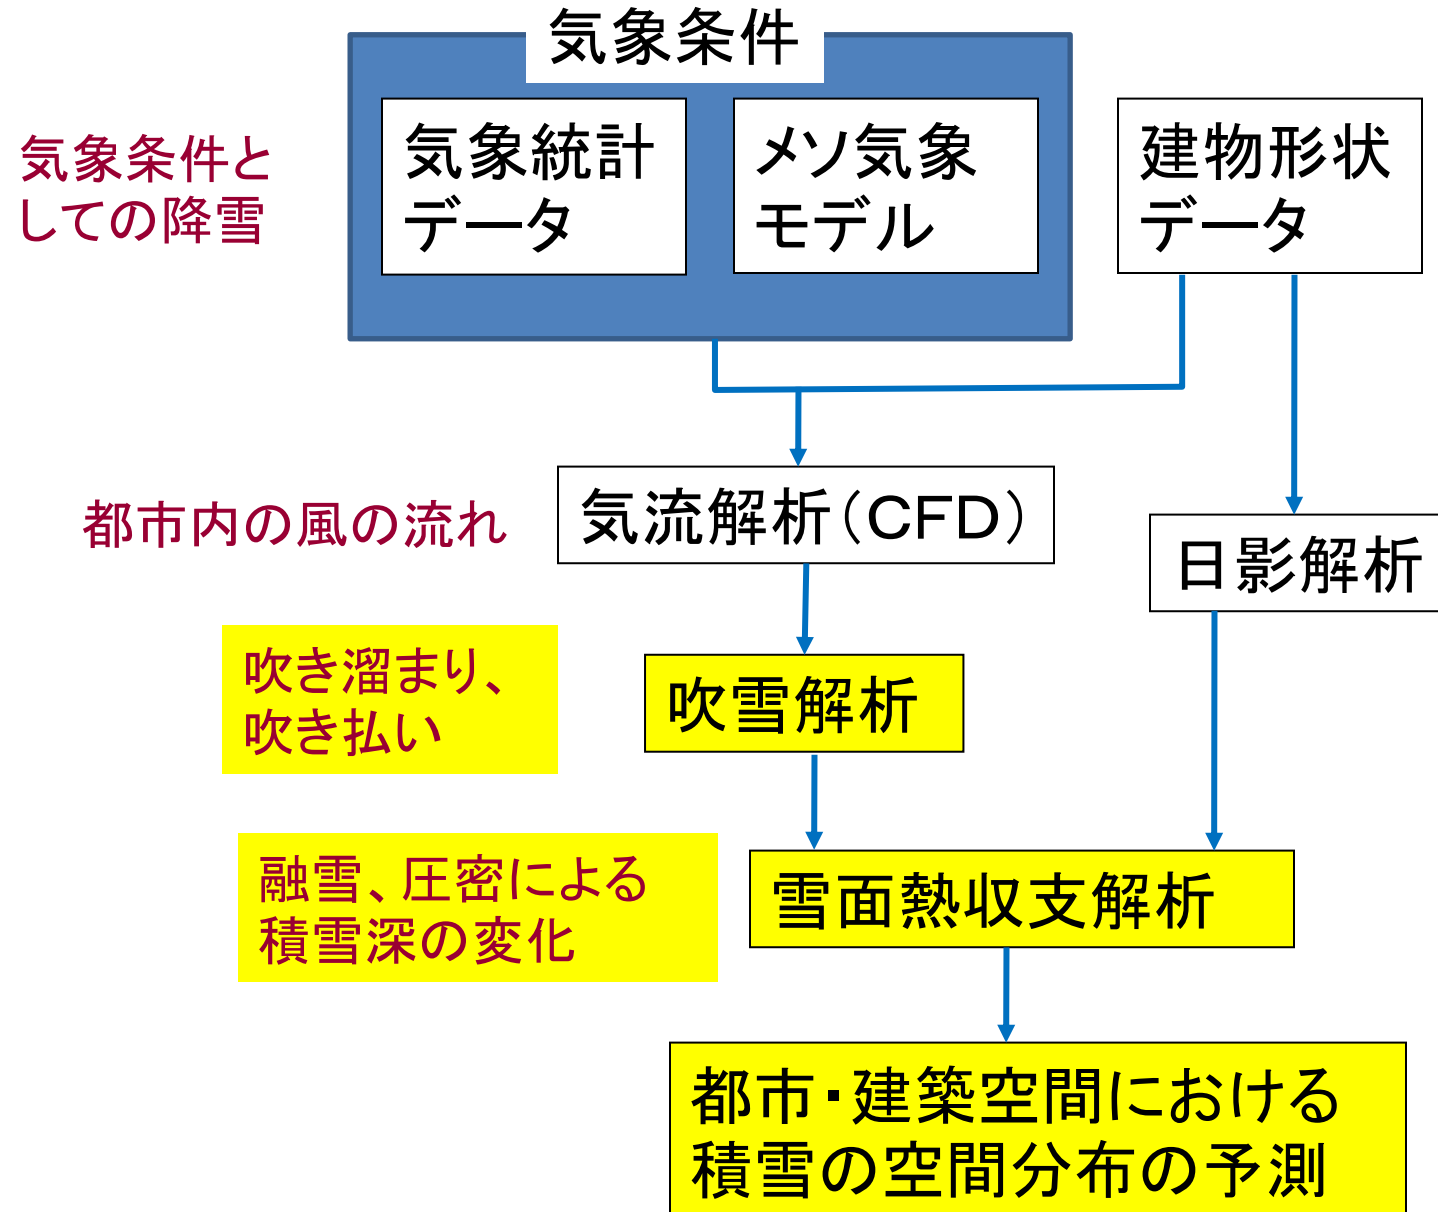 気象条件
気象条件と
しての降雪
気象統計
データ
メソ気象
モデル
建物形状
データ
都市内の風の流れ
気流解析(CFD)
日影解析
吹き溜まり、
吹き払い
吹雪解析
融雪、圧密による
積雪深の変化
雪面熱収支解析
都市・建築空間における
積雪の空間分布の予測